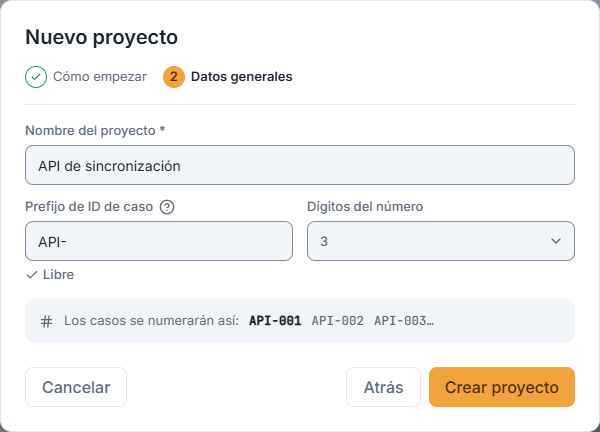 Nuevo proyecto
Cómo empezar 2 Datos generales
Nombre del proyecto *
API de sincronización
Prefijo de ID de caso ? Dígitos del número
API- 3
Libre
# Los casos se numerarán así: API-001 API-002 API-003…
Cancelar Atrás Crear proyecto